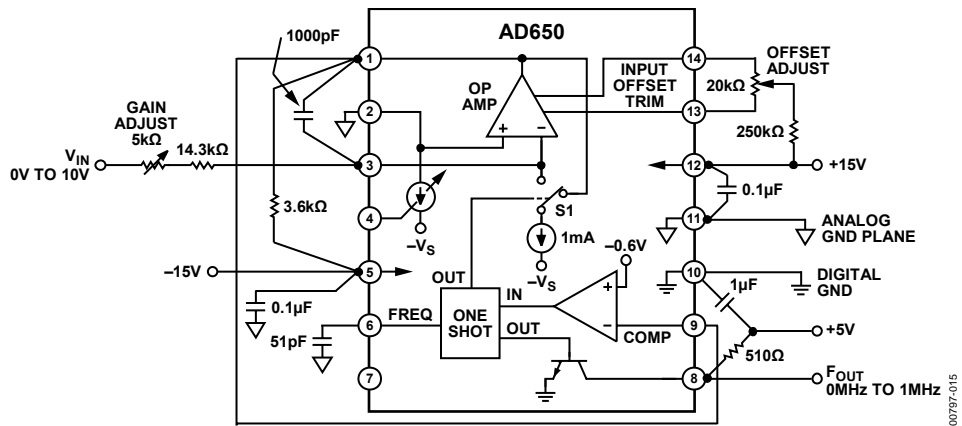 AD650
1000pF
1
14
OFFSET
ADJUST
INPUT
OFFSET
TRIM
20kΩ
OP
AMP
2
13
GAIN
ADJUST
5kΩ
14.3kΩ
250kΩ
+
–
VIN
0V TO 10V
3
12
+15V
3.6kΩ
S1
0.1µF
4
11
ANALOG
GND PLANE
–VS
1mA
–0.6V
–VS
–15V
5
10
DIGITAL
GND
OUT
1µF
0.1µF
+
FREQ
ONE
SHOT
IN
OUT
–
COMP
6
9
+5V
51pF
510Ω
7
8
FOUT
0MHz TO 1MHz
00797-015